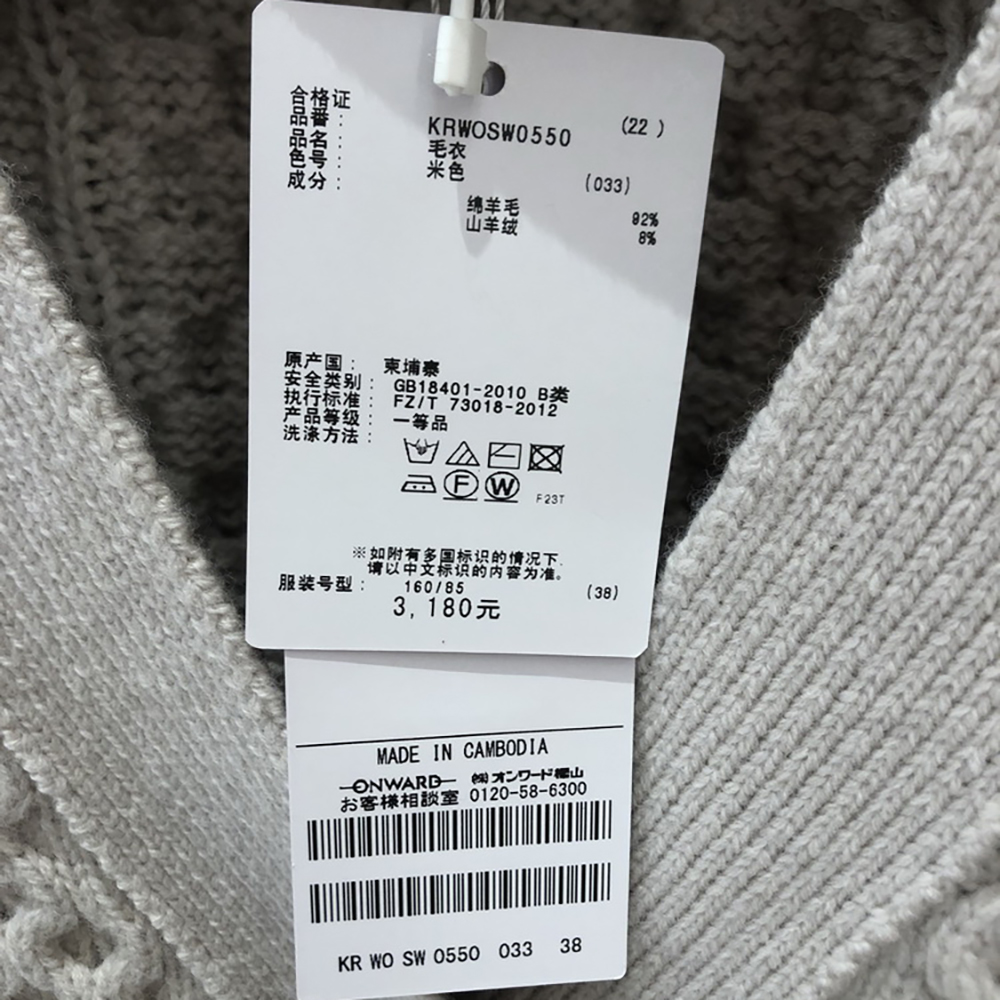 合格证
品番： KRWOSW0550 (22 )
品名： 毛衣
色号： 米色 (033)
成分：
绵羊毛 92%
山羊绒 8%
原产国： 柬埔寨
安全类别： GB18401-2010 B类
执行标准： FZ/T 73018-2012
产品等级： 一等品
洗涤方法：
F W F23T
※如附有多国标识的情况下，
请以中文标识的内容为准。
服装号型： 160/85 (38)
3,180元
MADE IN CAMBODIA
ONWARD ㈱オンワード樫山
お客様相談室 0120-58-6300
KR WO SW 0550 033 38